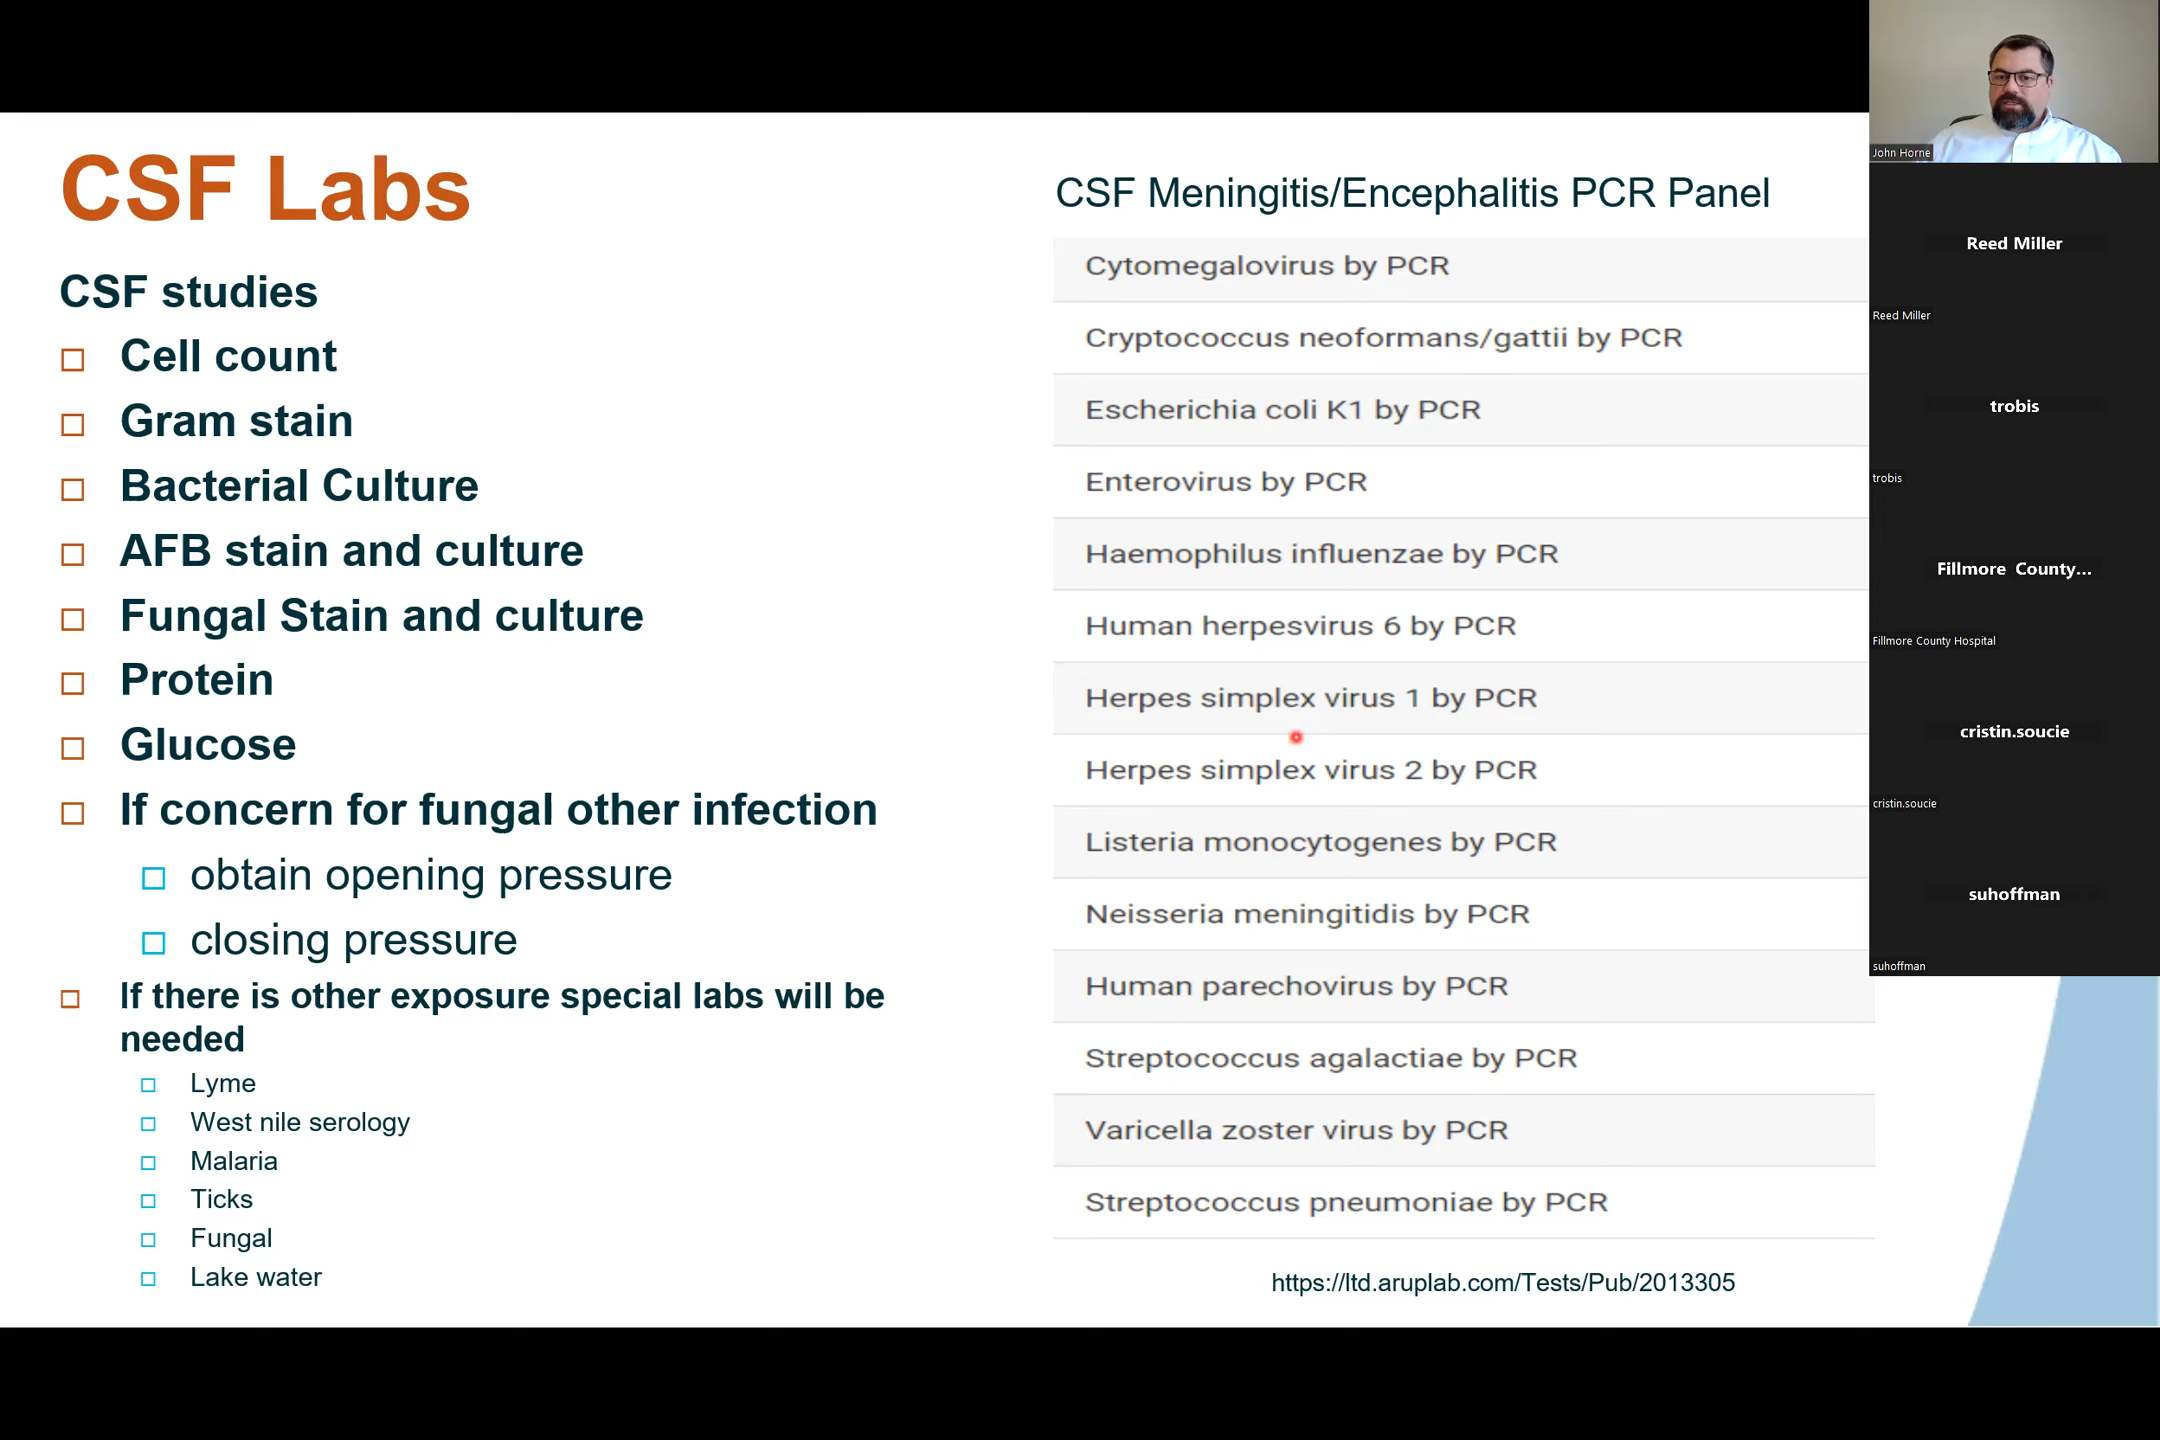 CSF Labs
CSF studies
Cell count
Gram stain
Bacterial Culture
AFB stain and culture
Fungal Stain and culture
Protein
Glucose
If concern for fungal other infection
obtain opening pressure
closing pressure
If there is other exposure special labs will be
needed
Lyme
West nile serology
Malaria
Ticks
Fungal
Lake water
CSF Meningitis/Encephalitis PCR Panel
Cytomegalovirus by PCR
Cryptococcus neoformans/gattii by PCR
Escherichia coli K1 by PCR
Enterovirus by PCR
Haemophilus influenzae by PCR
Human herpesvirus 6 by PCR
Herpes simplex virus 1 by PCR
Herpes simplex virus 2 by PCR
Listeria monocytogenes by PCR
Neisseria meningitidis by PCR
Human parechovirus by PCR
Streptococcus agalactiae by PCR
Varicella zoster virus by PCR
Streptococcus pneumoniae by PCR
https://ltd.aruplab.com/Tests/Pub/2013305
John Horne
Reed Miller
Reed Miller
trobis
trobis
Fillmore County...
Fillmore County Hospital
cristin.soucie
cristin.soucie
suhoffman
suhoffman